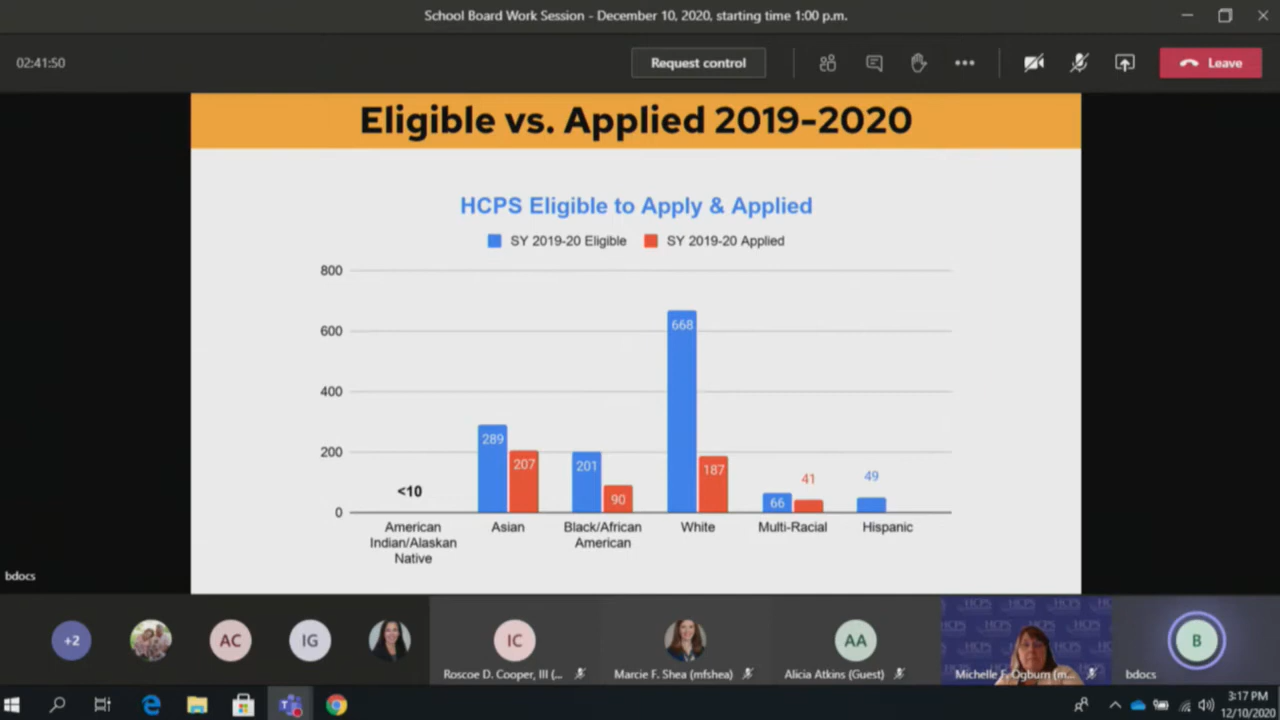 School Board Work Session - December 10, 2020, starting time 1:00 p.m.
02:41:50
Request control
Leave
Eligible vs. Applied 2019-2020
HCPS Eligible to Apply & Applied
SY 2019-20 Eligible
SY 2019-20 Applied
800
600
400
200
0
<10
289
207
201
90
668
187
66
41
49
American
Indian/Alaskan
Native
Asian
Black/African
American
White
Multi-Racial
Hispanic
bdocs
+2
AC
IG
IC
AA
B
Roscoe D. Cooper, III (...
Marcie F. Shea (mfshea)
Alicia Atkins (Guest)
Michelle F. Ogburn (m...
bdocs
HCPS
3:17 PM
12/10/2020